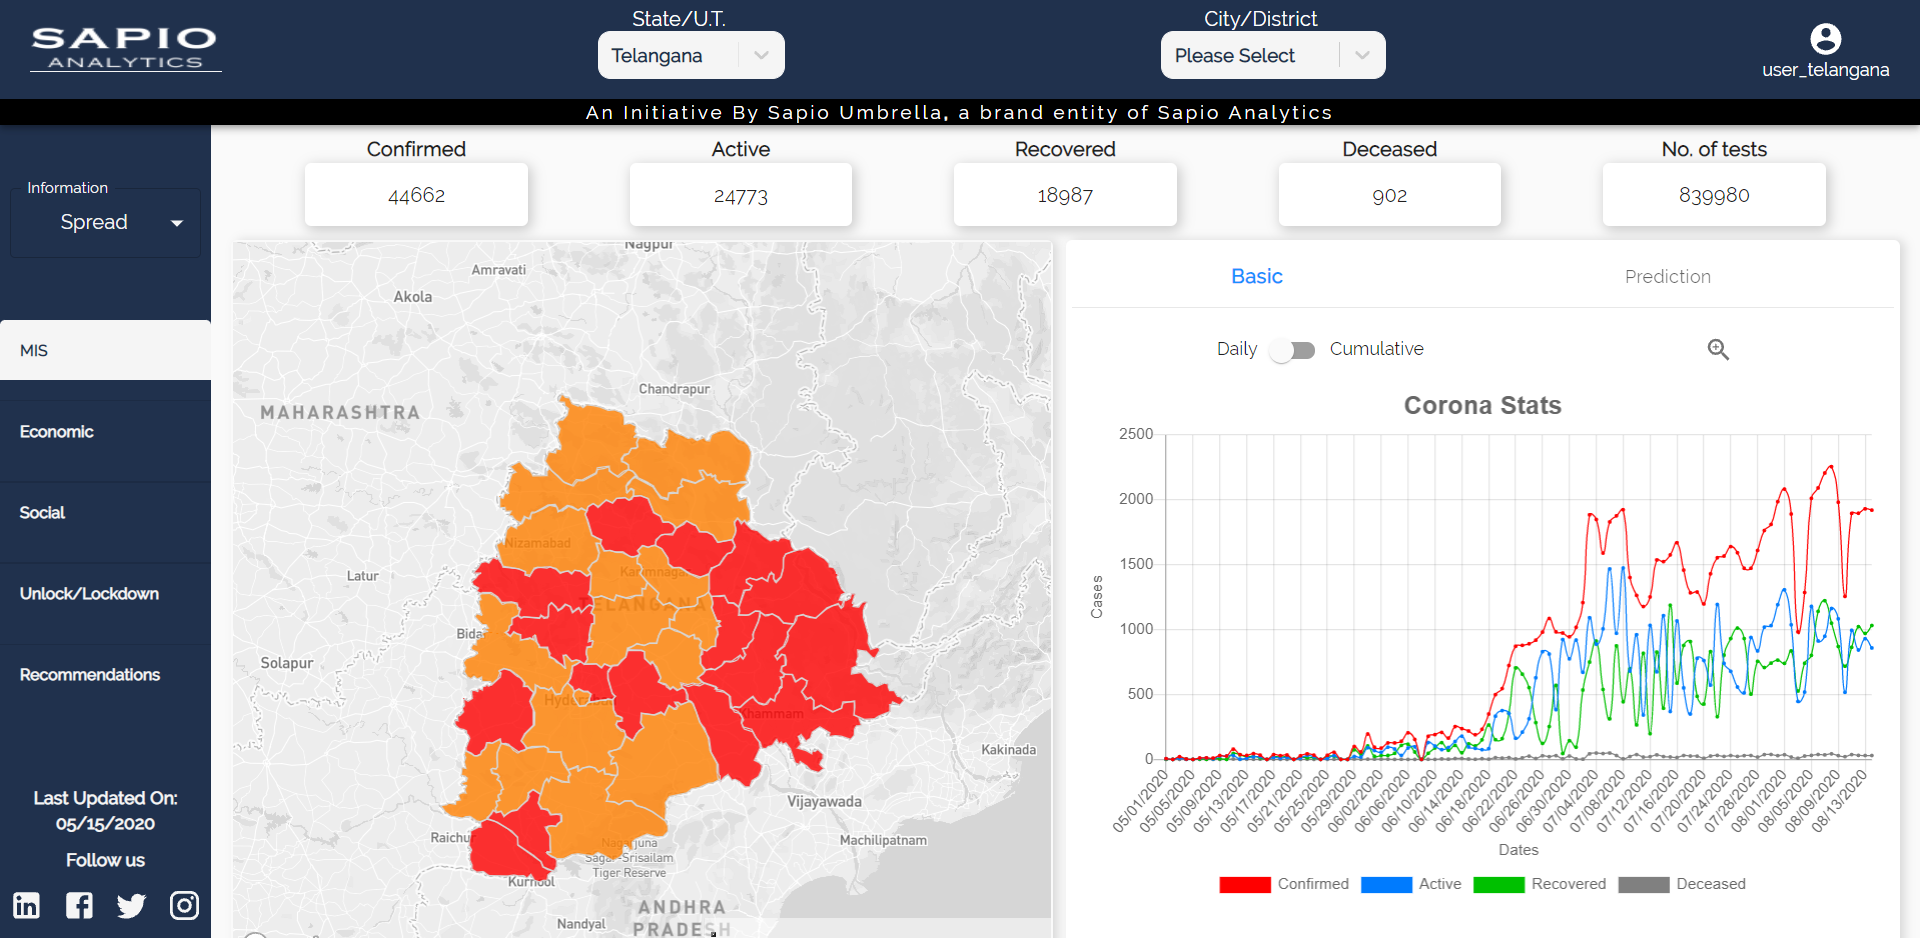 SAPIO
ANALYTICS
State/U.T.
Telangana
City/District
Please Select
user_telangana
An Initiative By Sapio Umbrella, a brand entity of Sapio Analytics
Information
Spread
MIS
Economic
Social
Unlock/Lockdown
Recommendations
Last Updated On:
05/15/2020
Follow us
Confirmed
44662
Active
24773
Recovered
18987
Deceased
902
No. of tests
839980
Nagpur
Amravati
Akola
Chandrapur
MAHARASHTRA
Nizamabad
Karimnagar
Latur
TELANGANA
Bida
Solapur
Hyderabad
Khammam
Kakinada
Vijayawada
Raichu
Machilipatnam
Nagarjuna
Sagar-Srisailam
Tiger Reserve
Kurnool
ANDHRA
PRADESH
Nandyal
Basic
Prediction
Daily
Cumulative
Corona Stats
2500
2000
1500
1000
500
0
Cases
05/01/2020
05/05/2020
05/09/2020
05/13/2020
05/17/2020
05/21/2020
05/25/2020
05/29/2020
06/02/2020
06/06/2020
06/10/2020
06/14/2020
06/18/2020
06/22/2020
06/26/2020
06/30/2020
07/04/2020
07/08/2020
07/12/2020
07/16/2020
07/20/2020
07/24/2020
07/28/2020
08/01/2020
08/05/2020
08/09/2020
08/13/2020
Dates
Confirmed
Active
Recovered
Deceased